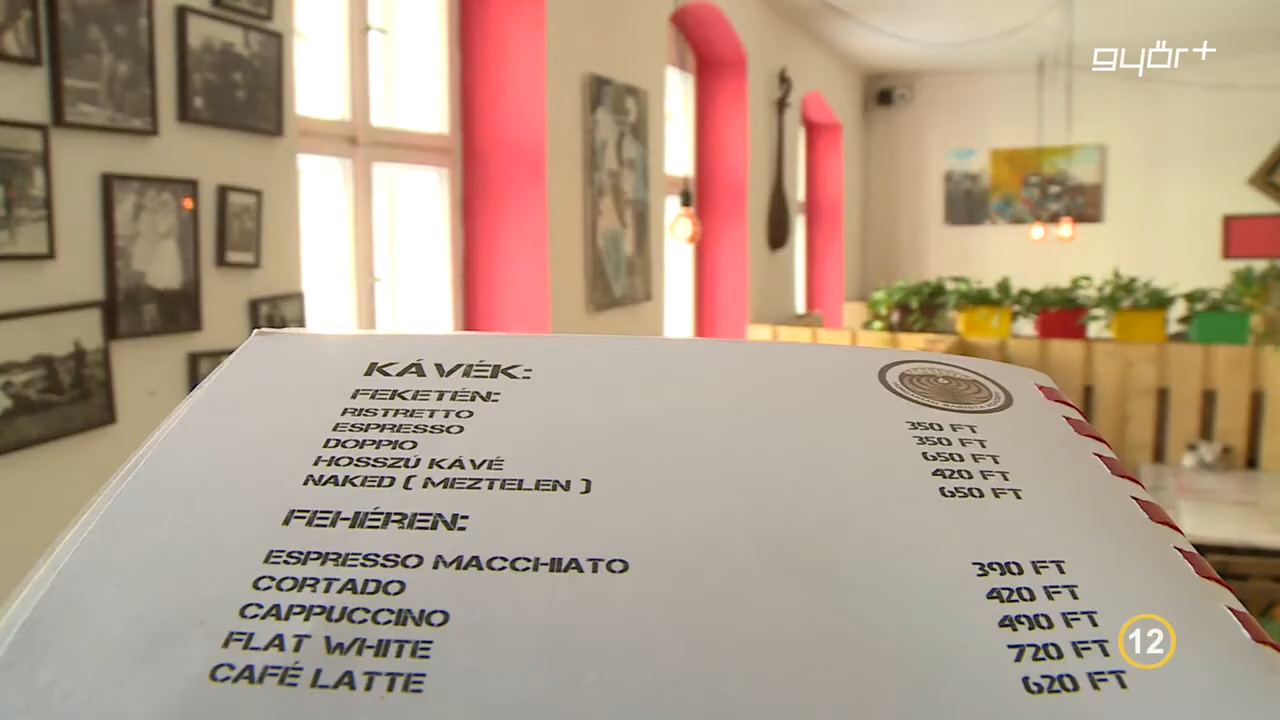 győr+
KÁVÉK:
FEKETÉN:
RISTRETTO 350 FT
ESPRESSO 350 FT
DOPPIO 650 FT
HOSSZÚ KÁVÉ 420 FT
NAKED ( MEZTELEN ) 650 FT
FEHÉREN:
ESPRESSO MACCHIATO 390 FT
CORTADO 420 FT
CAPPUCCINO 490 FT
FLAT WHITE 720 FT
CAFÉ LATTE 620 FT
12